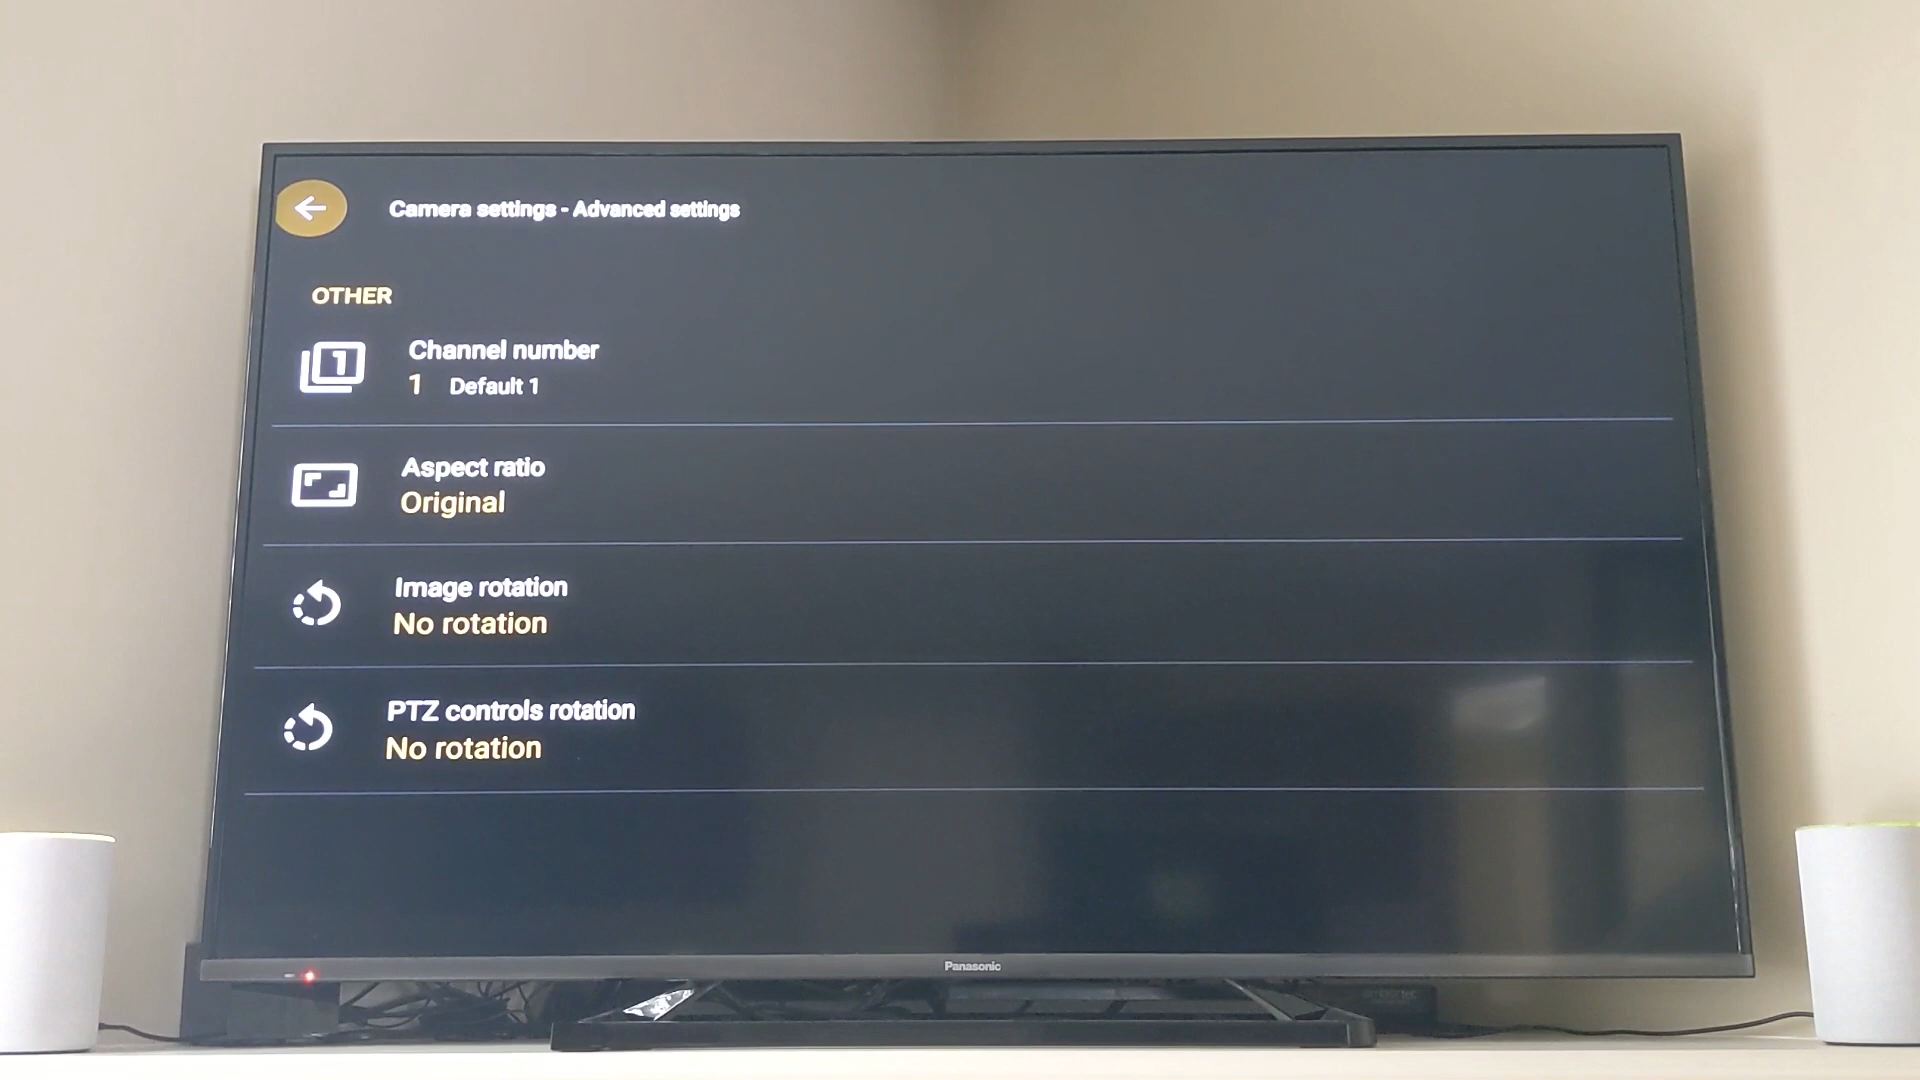 Camera settings - Advanced settings
OTHER
1
Channel number
1 Default 1
Aspect ratio
Original
Image rotation
No rotation
PTZ controls rotation
No rotation
Panasonic